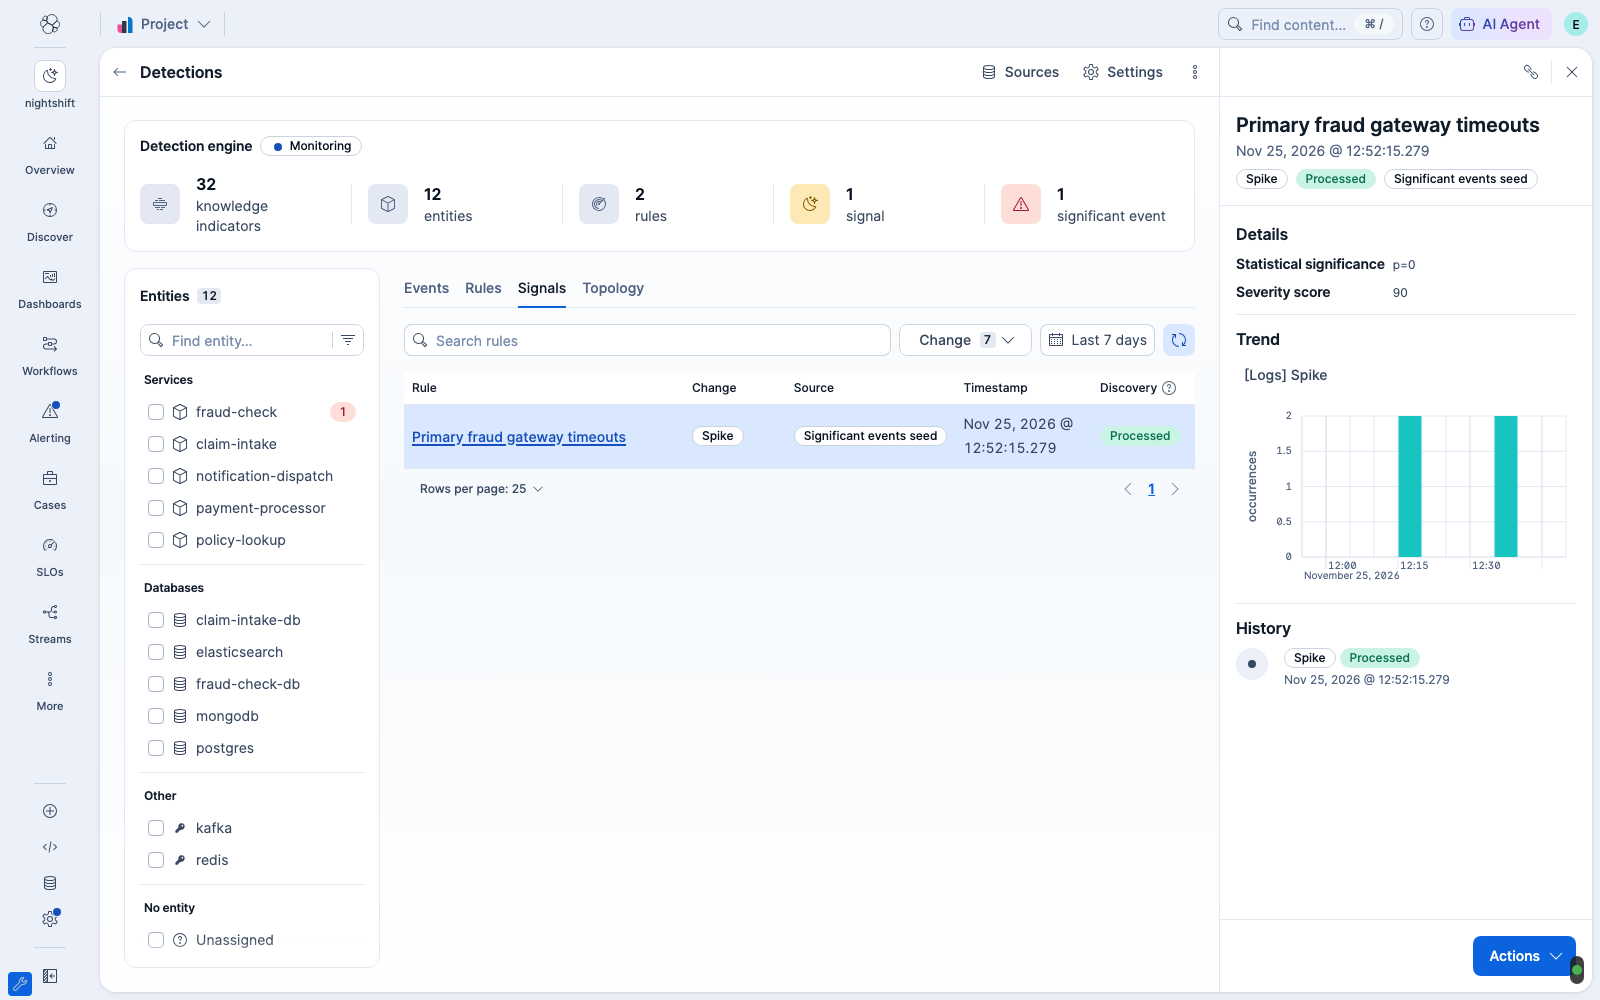 Project
Find content...
⌘ /
AI Agent
E
nightshift
Overview
Discover
Dashboards
Workflows
Alerting
Cases
SLOs
Streams
More
Detections
Sources
Settings
Detection engine
Monitoring
32
knowledge
indicators
12
entities
2
rules
1
signal
1
significant event
Entities 12
Find entity...
Services
fraud-check 1
claim-intake
notification-dispatch
payment-processor
policy-lookup
Databases
claim-intake-db
elasticsearch
fraud-check-db
mongodb
postgres
Other
kafka
redis
No entity
Unassigned
Events Rules Signals Topology
Search rules
Change 7
Last 7 days
Rule Change Source Timestamp Discovery
Primary fraud gateway timeouts Spike Significant events seed Nov 25, 2026 @
12:52:15.279 Processed
Rows per page: 25
1
Primary fraud gateway timeouts
Nov 25, 2026 @ 12:52:15.279
Spike Processed Significant events seed
Details
Statistical significance p=0
Severity score 90
Trend
[Logs] Spike
occurrences
2
1.5
1
0.5
0
12:00 12:15 12:30
November 25, 2026
History
Spike Processed
Nov 25, 2026 @ 12:52:15.279
Actions